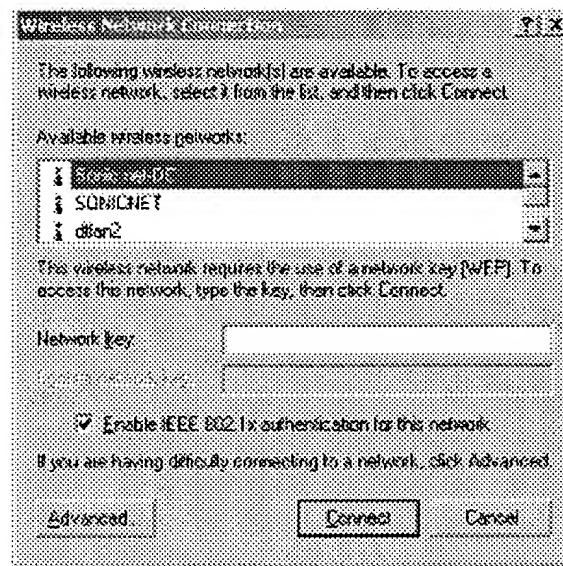 Wireless Network Connection
The following wireless network(s) are available. To access a
wireless network, select it from the list, and then click Connect.
Available wireless networks:
SONICNET
dtian2
This wireless network requires the use of a network key (WEP). To
access this network, type the key, then click Connect.
Network key:
Enable IEEE 802.1x authentication for this network
If you are having difficulty connecting to a network, click Advanced.
Advanced...
Connect
Cancel